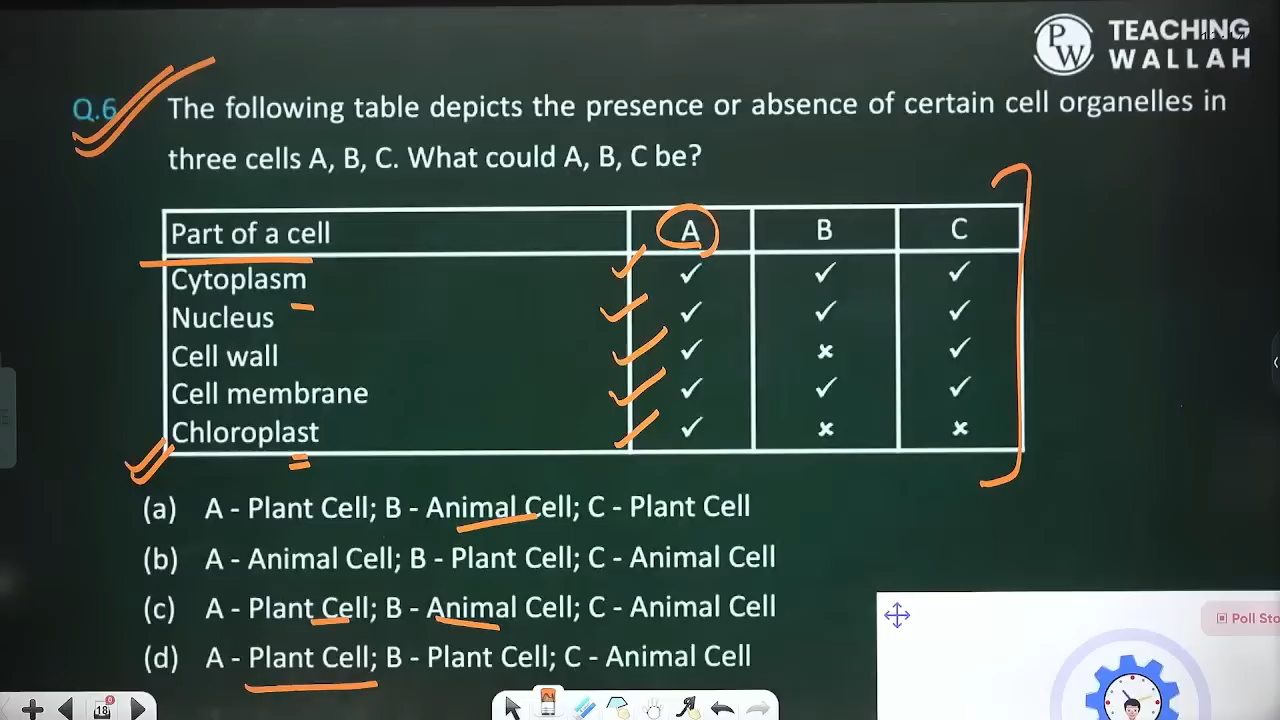 TEACHING
WALLAH
PW
Q.6 The following table depicts the presence or absence of certain cell organelles in
three cells A, B, C. What could A, B, C be?
Part of a cell A B C
Cytoplasm ✓ ✓ ✓
Nucleus ✓ ✓ ✓
Cell wall ✓ × ✓
Cell membrane ✓ ✓ ✓
Chloroplast ✓ × ×
(a) A - Plant Cell; B - Animal Cell; C - Plant Cell
(b) A - Animal Cell; B - Plant Cell; C - Animal Cell
(c) A - Plant Cell; B - Animal Cell; C - Animal Cell
(d) A - Plant Cell; B - Plant Cell; C - Animal Cell
Poll Sto
18